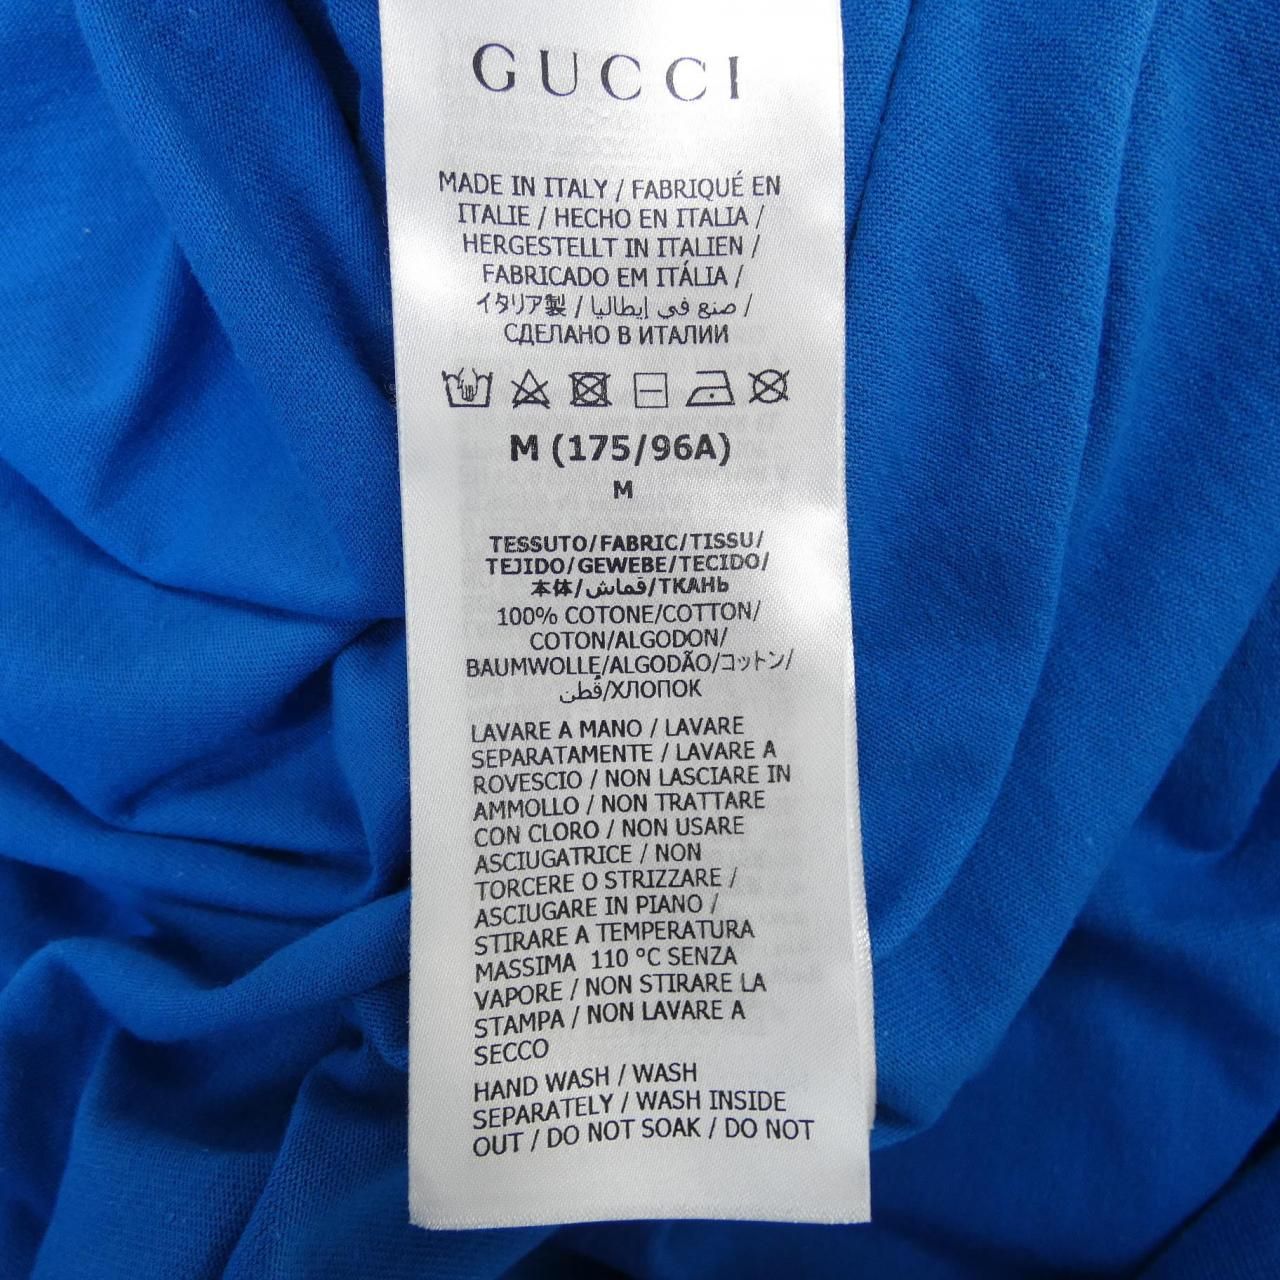 GUCCI
MADE IN ITALY / FABRIQUÉ EN
ITALIE / HECHO EN ITALIA /
HERGESTELLT IN ITALIEN /
FABRICADO EM ITÁLIA /
イタリア製 / صنع في إيطاليا /
СДЕЛАНО В ИТАЛИИ
M (175/96A)
M
TESSUTO/FABRIC/TISSU/
TEJIDO/GEWEBE/TECIDO/
本体/قماش/ТКАНЬ
100% COTONE/COTTON/
COTON/ALGODON/
BAUMWOLLE/ALGODÃO/コットン/
قُطن/ХЛОПОК
LAVARE A MANO / LAVARE
SEPARATAMENTE / LAVARE A
ROVESCIO / NON LASCIARE IN
AMMOLLO / NON TRATTARE
CON CLORO / NON USARE
ASCIUGATRICE / NON
TORCERE O STRIZZARE /
ASCIUGARE IN PIANO /
STIRARE A TEMPERATURA
MASSIMA 110 °C SENZA
VAPORE / NON STIRARE LA
STAMPA / NON LAVARE A
SECCO
HAND WASH / WASH
SEPARATELY / WASH INSIDE
OUT / DO NOT SOAK / DO NOT